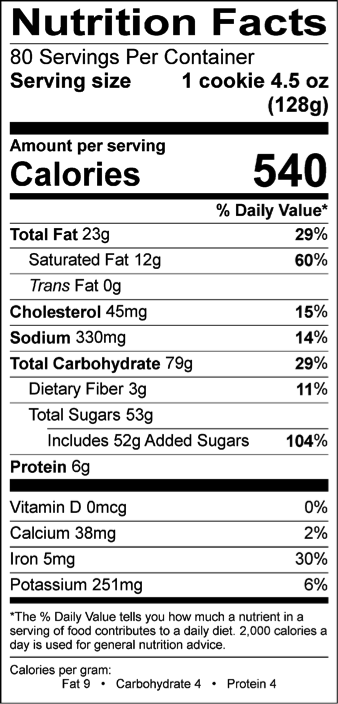 Nutrition Facts
80 Servings Per Container
Serving size 1 cookie 4.5 oz
(128g)
Amount per serving
Calories 540
% Daily Value*
Total Fat 23g 29%
Saturated Fat 12g 60%
Trans Fat 0g
Cholesterol 45mg 15%
Sodium 330mg 14%
Total Carbohydrate 79g 29%
Dietary Fiber 3g 11%
Total Sugars 53g
Includes 52g Added Sugars 104%
Protein 6g
Vitamin D 0mcg 0%
Calcium 38mg 2%
Iron 5mg 30%
Potassium 251mg 6%
*The % Daily Value tells you how much a nutrient in a
serving of food contributes to a daily diet. 2,000 calories a
day is used for general nutrition advice.
Calories per gram:
Fat 9 • Carbohydrate 4 • Protein 4